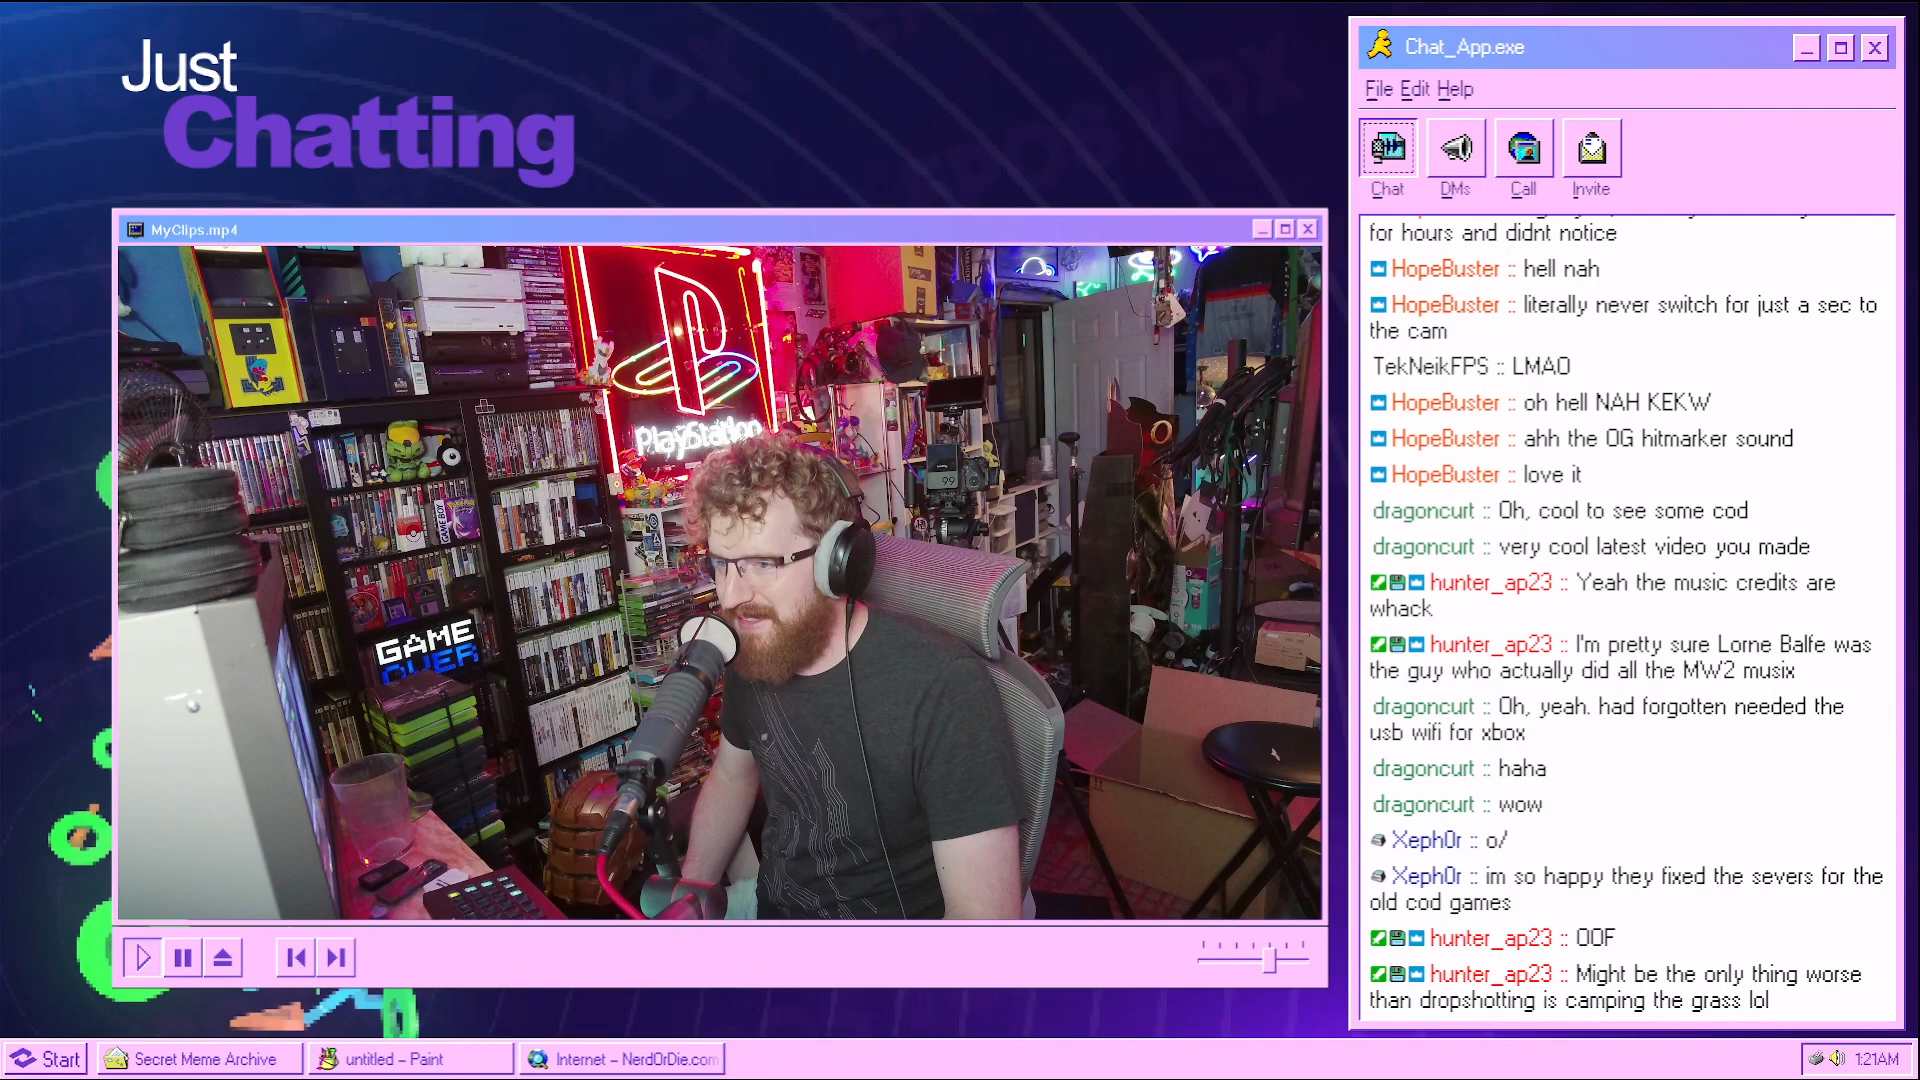 Just
Chatting
MyClips.mp4
PlayStation
GAME
OVER
GAME BOY
99
Chat_App.exe
File Edit Help
Chat DMs Call Invite
for hours and didnt notice
HopeBuster :: hell nah
HopeBuster :: literally never switch for just a sec to
the cam
TekNeikFPS :: LMAO
HopeBuster :: oh hell NAH KEKW
HopeBuster :: ahh the OG hitmarker sound
HopeBuster :: love it
dragoncurt :: Oh, cool to see some cod
dragoncurt :: very cool latest video you made
hunter_ap23 :: Yeah the music credits are
whack
hunter_ap23 :: I'm pretty sure Lorne Balfe was
the guy who actually did all the MW2 musix
dragoncurt :: Oh, yeah. had forgotten needed the
usb wifi for xbox
dragoncurt :: haha
dragoncurt :: wow
Xeph0r :: o/
Xeph0r :: im so happy they fixed the severs for the
old cod games
hunter_ap23 :: OOF
hunter_ap23 :: Might be the only thing worse
than dropshotting is camping the grass lol
Start
Secret Meme Archive
untitled - Paint
Internet - NerdOrDie.com
1:21AM